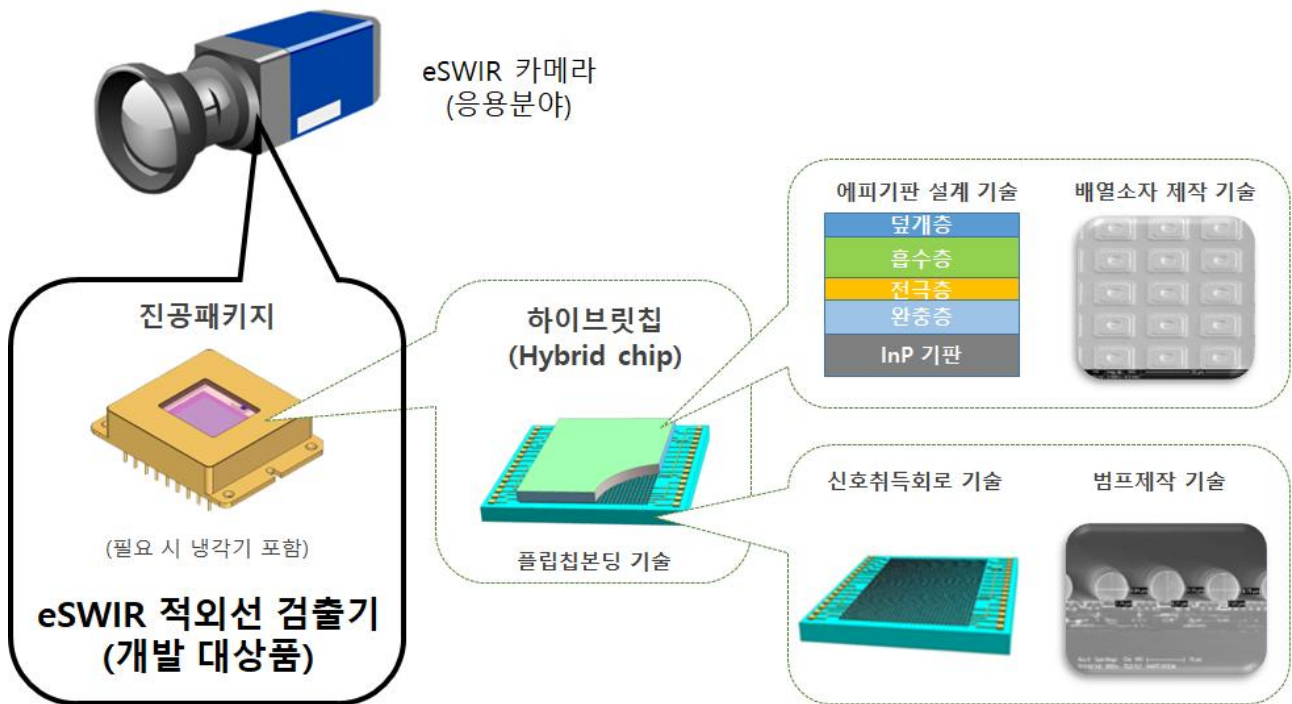 eSWIR 카메라
(응용분야)
에피기판 설계 기술
배열소자 제작 기술
덮개층
흡수층
전극층
완충층
InP 기판
진공패키지
하이브릿칩
(Hybrid chip)
(필요 시 냉각기 포함)
플립칩본딩 기술
eSWIR 적외선 검출기
(개발 대상품)
신호취득회로 기술
범프제작 기술